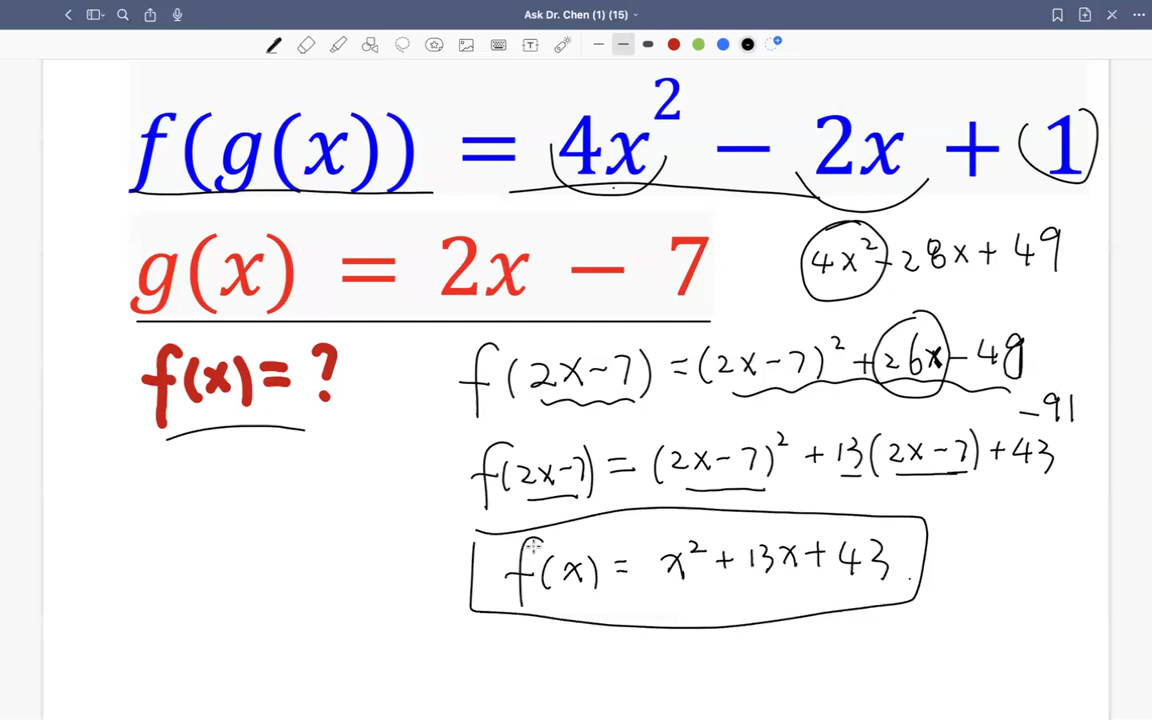 Ask Dr. Chen (1) (15)
f(g(x)) = 4x² − 2x + 1
4x² − 28x + 49
g(x) = 2x − 7
f(x) = ?
f(2x−7) = (2x−7)² + 26x − 48
−91
f(2x−7) = (2x−7)² + 13(2x−7) + 43
f(x) = x² + 13x + 43